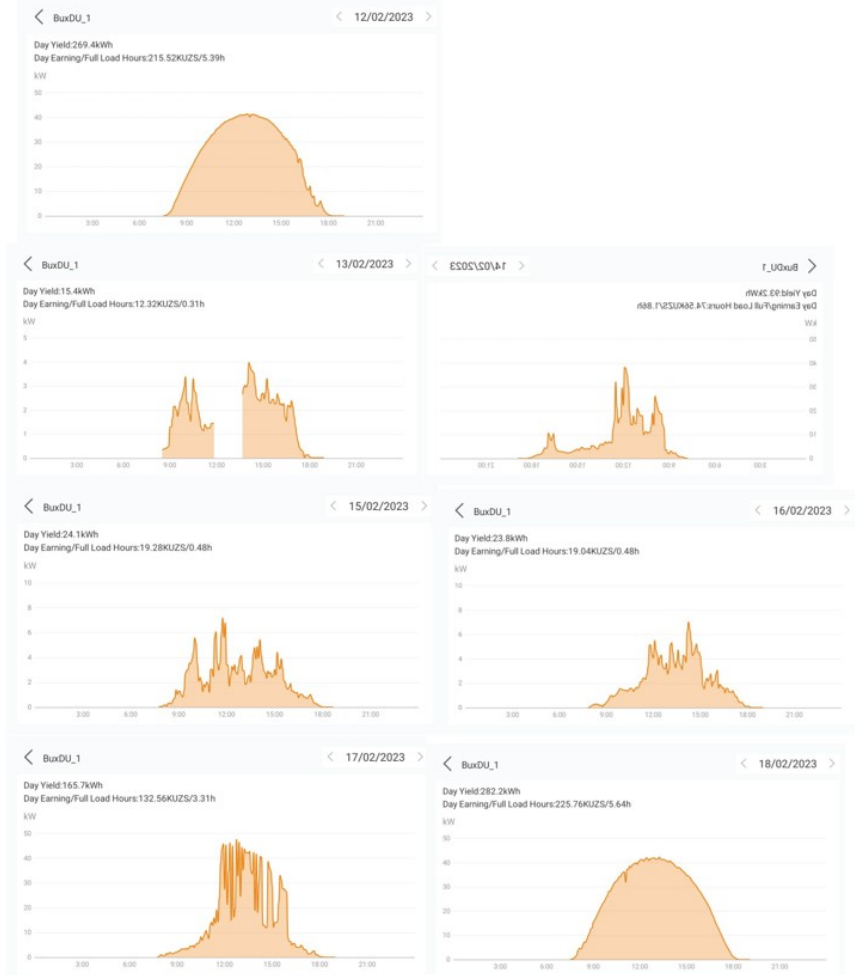 BuxDU_1 < 12/02/2023 >
Day Yield:269.4kWh
Day Earning/Full Load Hours:215.52KUZS/5.39h
kW
50
40
30
20
10
0
3:00 6:00 9:00 12:00 15:00 18:00 21:00
BuxDU_1 < 13/02/2023 >
Day Yield:15.4kWh
Day Earning/Full Load Hours:12.32KUZS/0.31h
kW
5
4
3
2
1
0
3:00 6:00 9:00 12:00 15:00 18:00 21:00
BuxDU_1 < 14/02/2023 >
Day Yield:93.2kWh
Day Earning/Full Load Hours:74.56KUZS/1.86h
kW
50
40
30
20
10
0
3:00 6:00 9:00 12:00 15:00 18:00 21:00
BuxDU_1 < 15/02/2023 >
Day Yield:24.1kWh
Day Earning/Full Load Hours:19.28KUZS/0.48h
kW
10
8
6
4
2
0
3:00 6:00 9:00 12:00 15:00 18:00 21:00
BuxDU_1 < 16/02/2023 >
Day Yield:23.8kWh
Day Earning/Full Load Hours:19.04KUZS/0.48h
kW
10
8
6
4
2
0
3:00 6:00 9:00 12:00 15:00 18:00 21:00
BuxDU_1 < 17/02/2023 >
Day Yield:165.7kWh
Day Earning/Full Load Hours:132.56KUZS/3.31h
kW
50
40
30
20
10
0
3:00 6:00 9:00 12:00 15:00 18:00 21:00
BuxDU_1 < 18/02/2023 >
Day Yield:282.2kWh
Day Earning/Full Load Hours:225.76KUZS/5.64h
kW
50
40
30
20
10
0
3:00 6:00 9:00 12:00 15:00 18:00 21:00